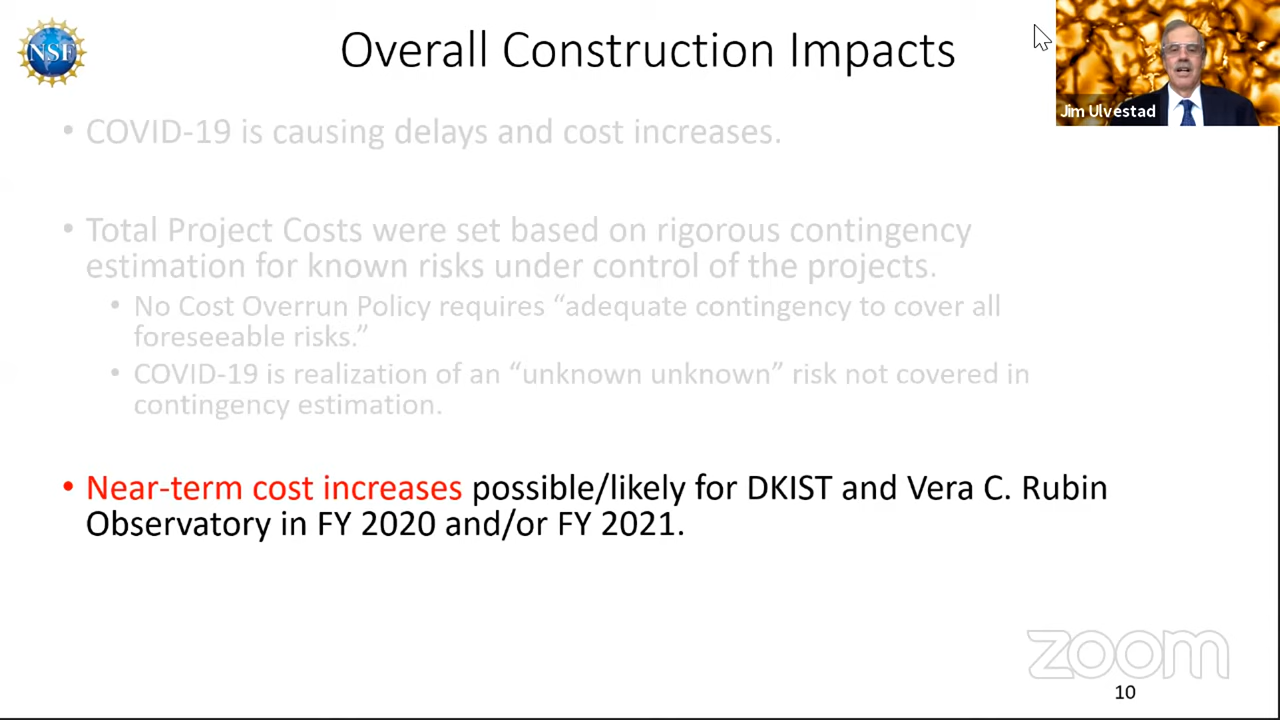 NSF
Overall Construction Impacts
Jim Ulvestad
• COVID-19 is causing delays and cost increases.
• Total Project Costs were set based on rigorous contingency
estimation for known risks under control of the projects.
• No Cost Overrun Policy requires “adequate contingency to cover all
foreseeable risks.”
• COVID-19 is realization of an “unknown unknown” risk not covered in
contingency estimation.
• Near-term cost increases possible/likely for DKIST and Vera C. Rubin
Observatory in FY 2020 and/or FY 2021.
zoom
10